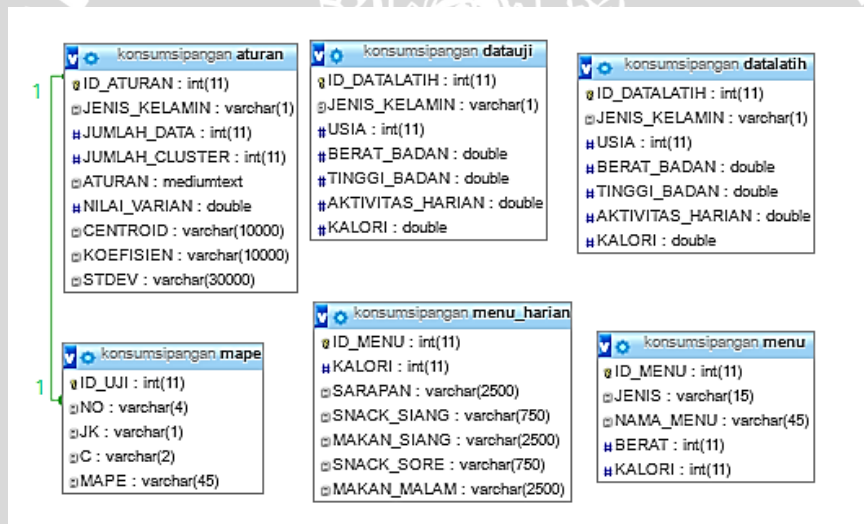 konsumsipangan aturan
ID_ATURAN : int(11)
JENIS_KELAMIN : varchar(1)
JUMLAH_DATA : int(11)
JUMLAH_CLUSTER : int(11)
ATURAN : mediumtext
NILAI_VARIAN : double
CENTROID : varchar(10000)
KOEFISIEN : varchar(10000)
STDEV : varchar(30000)
konsumsipangan datauji
ID_DATALATIH : int(11)
JENIS_KELAMIN : varchar(1)
USIA : int(11)
BERAT_BADAN : double
TINGGI_BADAN : double
AKTIVITAS_HARIAN : double
KALORI : double
konsumsipangan datalatih
ID_DATALATIH : int(11)
JENIS_KELAMIN : varchar(1)
USIA : int(11)
BERAT_BADAN : double
TINGGI_BADAN : double
AKTIVITAS_HARIAN : double
KALORI : double
1
1
konsumsipangan mape
ID_UJI : int(11)
NO : varchar(4)
JK : varchar(1)
C : varchar(2)
MAPE : varchar(45)
konsumsipangan menu_harian
ID_MENU : int(11)
KALORI : int(11)
SARAPAN : varchar(2500)
SNACK_SIANG : varchar(750)
MAKAN_SIANG : varchar(2500)
SNACK_SORE : varchar(750)
MAKAN_MALAM : varchar(2500)
konsumsipangan menu
ID_MENU : int(11)
JENIS : varchar(15)
NAMA_MENU : varchar(45)
BERAT : int(11)
KALORI : int(11)